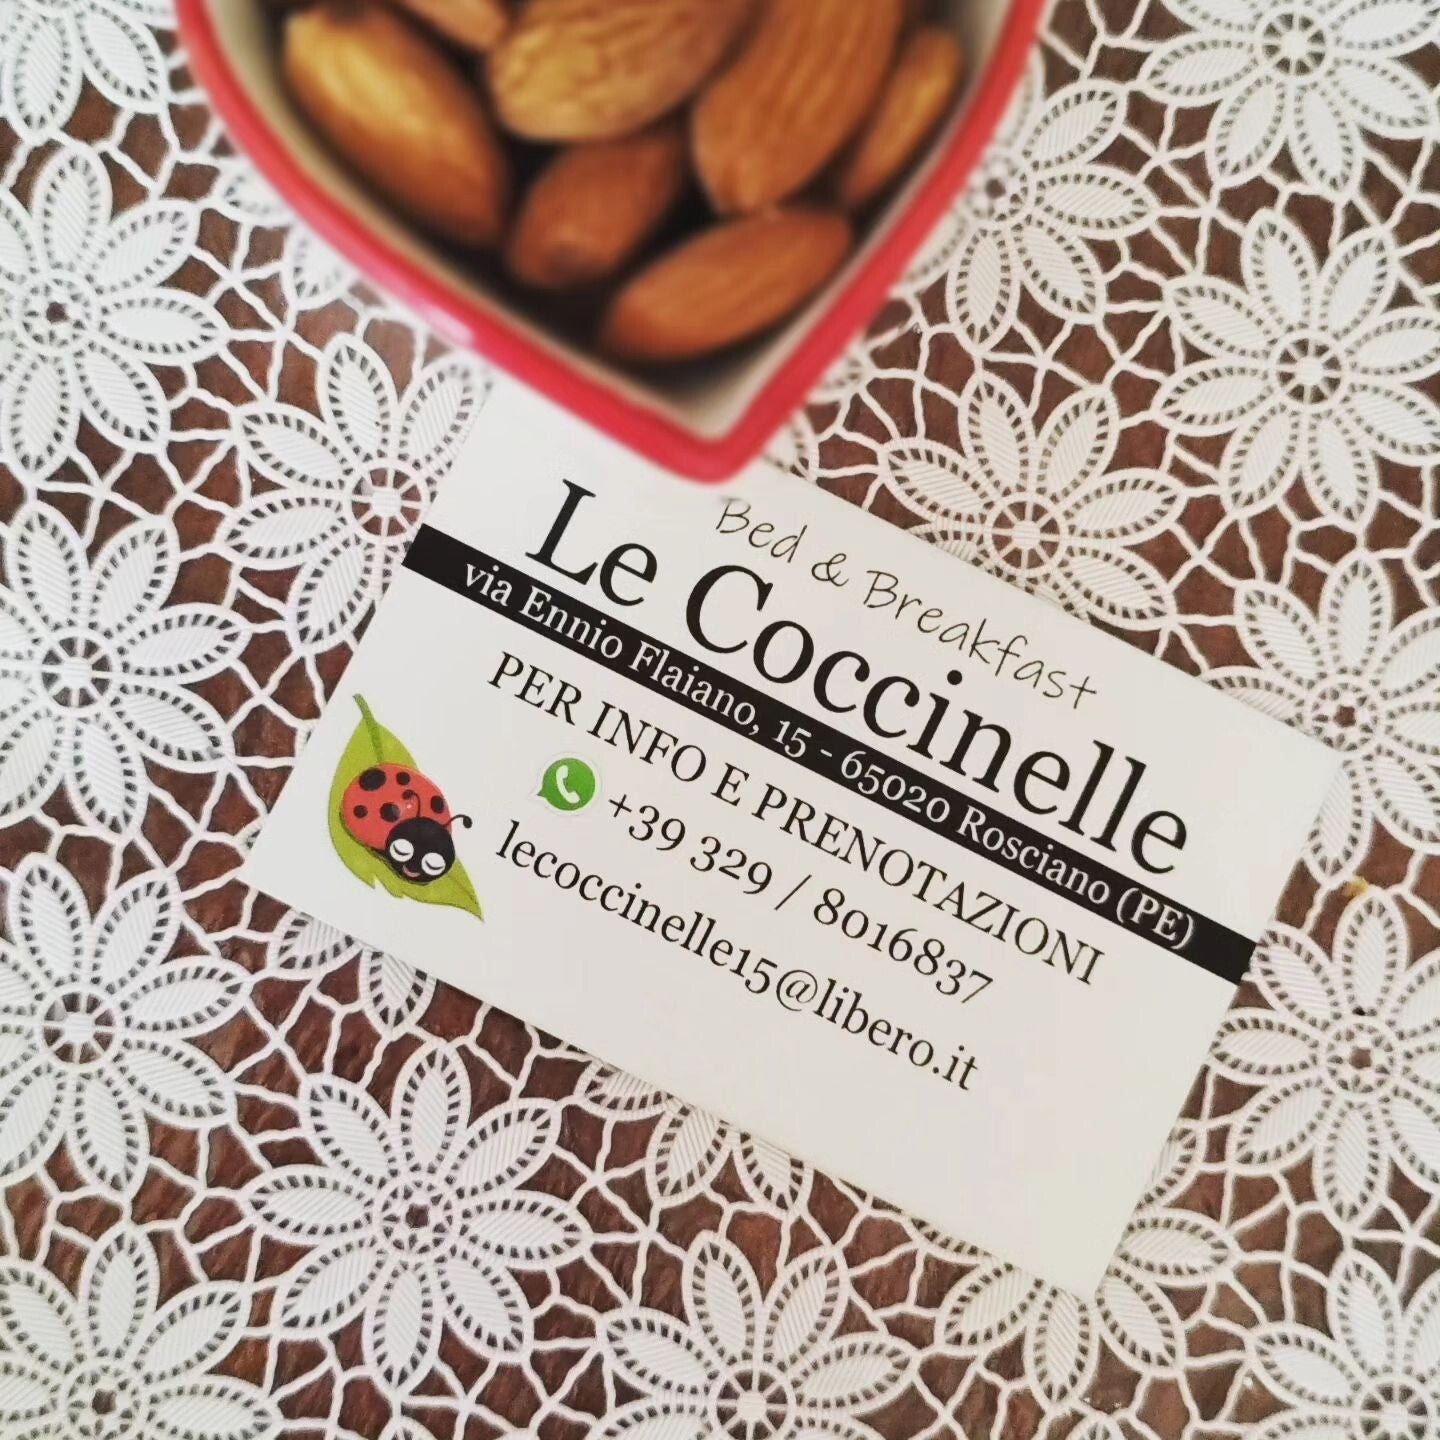 Bed & Breakfast
Le Coccinelle
via Ennio Flaiano, 15 - 65020 Rosciano (PE)
PER INFO E PRENOTAZIONI
+39 329 / 8016837
lecoccinelle15@libero.it